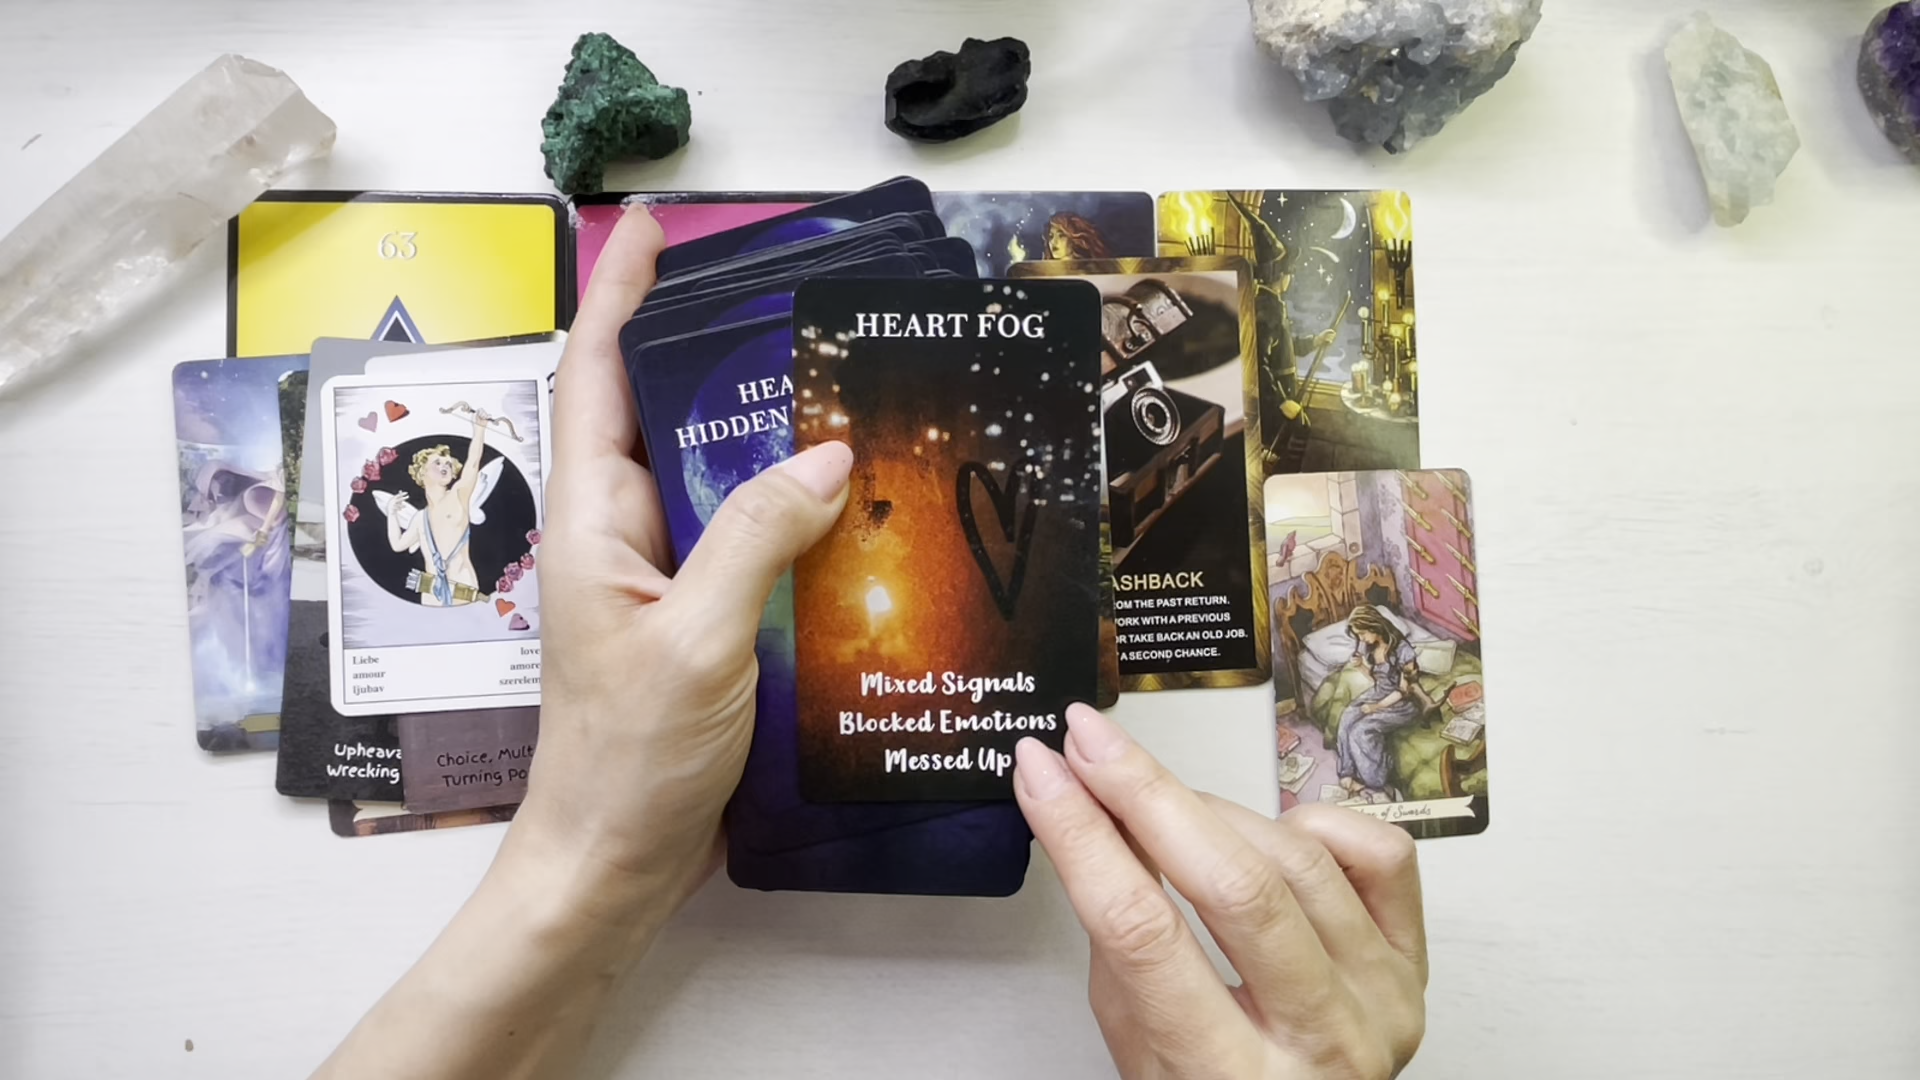 63
HEART FOG
HEA
HIDDEN
Mixed Signals
Blocked Emotions
Messed Up
ASHBACK
OM THE PAST RETURN.
ORK WITH A PREVIOUS
OR TAKE BACK AN OLD JOB.
A SECOND CHANCE.
Liebe
amour
ljubav
love
amore
szerelem
Upheava
Wrecking
Choice, Mult
Turning Po
of Swords